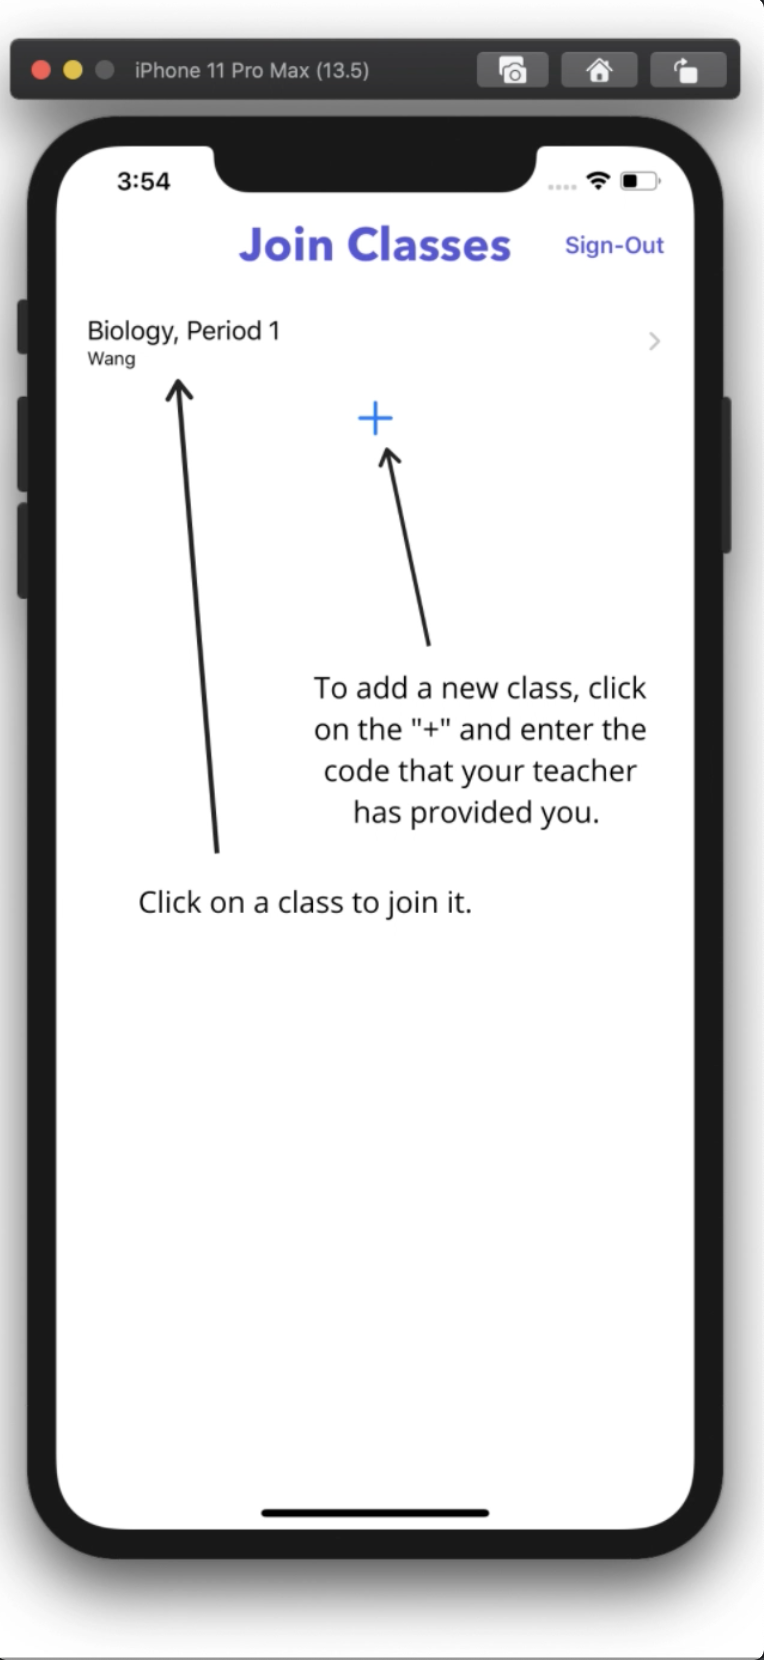 iPhone 11 Pro Max (13.5)
3:54
Join Classes
Sign-Out
Biology, Period 1
Wang
+
To add a new class, click
on the "+" and enter the
code that your teacher
has provided you.
Click on a class to join it.